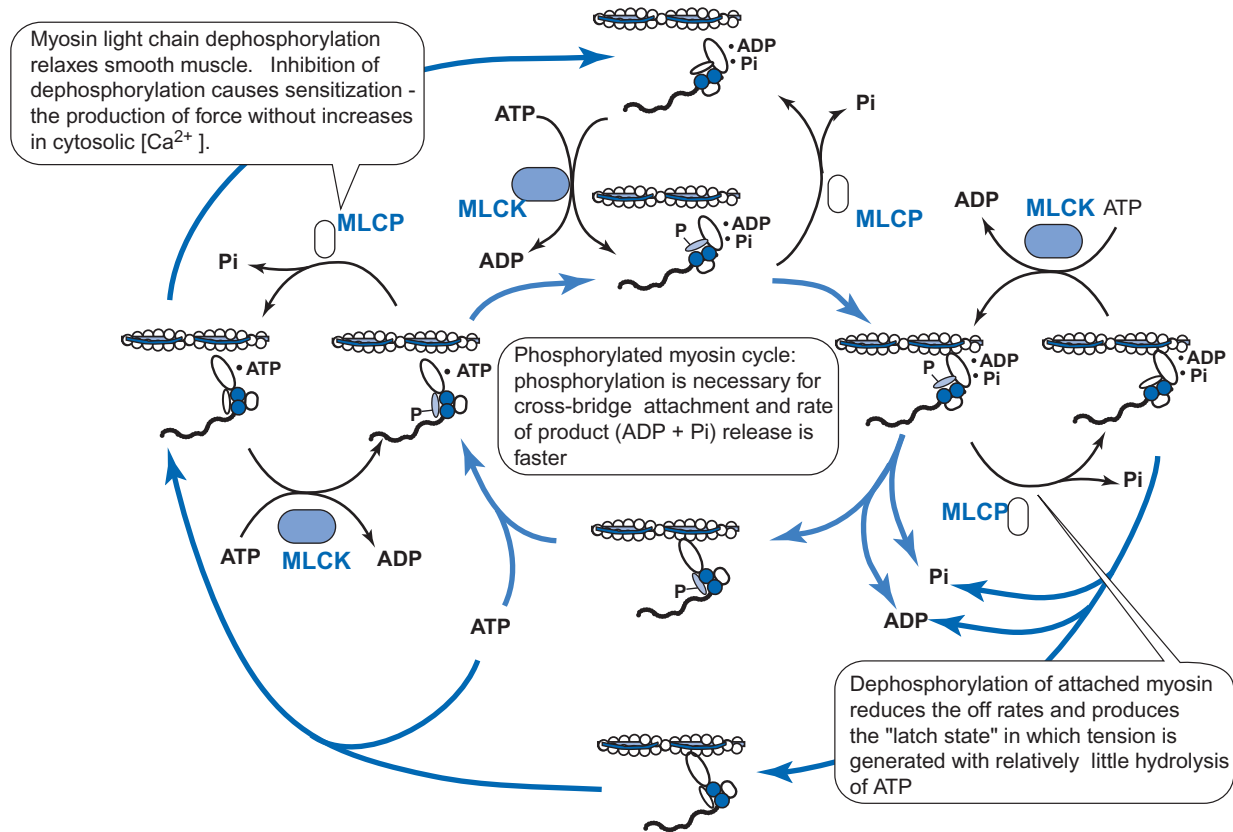 Myosin light chain dephosphorylation
relaxes smooth muscle. Inhibition of
dephosphorylation causes sensitization -
the production of force without increases
in cytosolic [Ca2+ ].
• ADP
• Pi
ATP
Pi
MLCK
MLCP
ADP
P
• ADP
• Pi
MLCP
Pi
ADP
MLCK
ATP
• ATP
• ATP
P
ATP
MLCK
ADP
Phosphorylated myosin cycle:
phosphorylation is necessary for
cross-bridge attachment and rate
of product (ADP + Pi) release is
faster
P
• ADP
• Pi
• ADP
• Pi
MLCP
Pi
P
Pi
ADP
ATP
Dephosphorylation of attached myosin
reduces the off rates and produces
the "latch state" in which tension is
generated with relatively little hydrolysis
of ATP